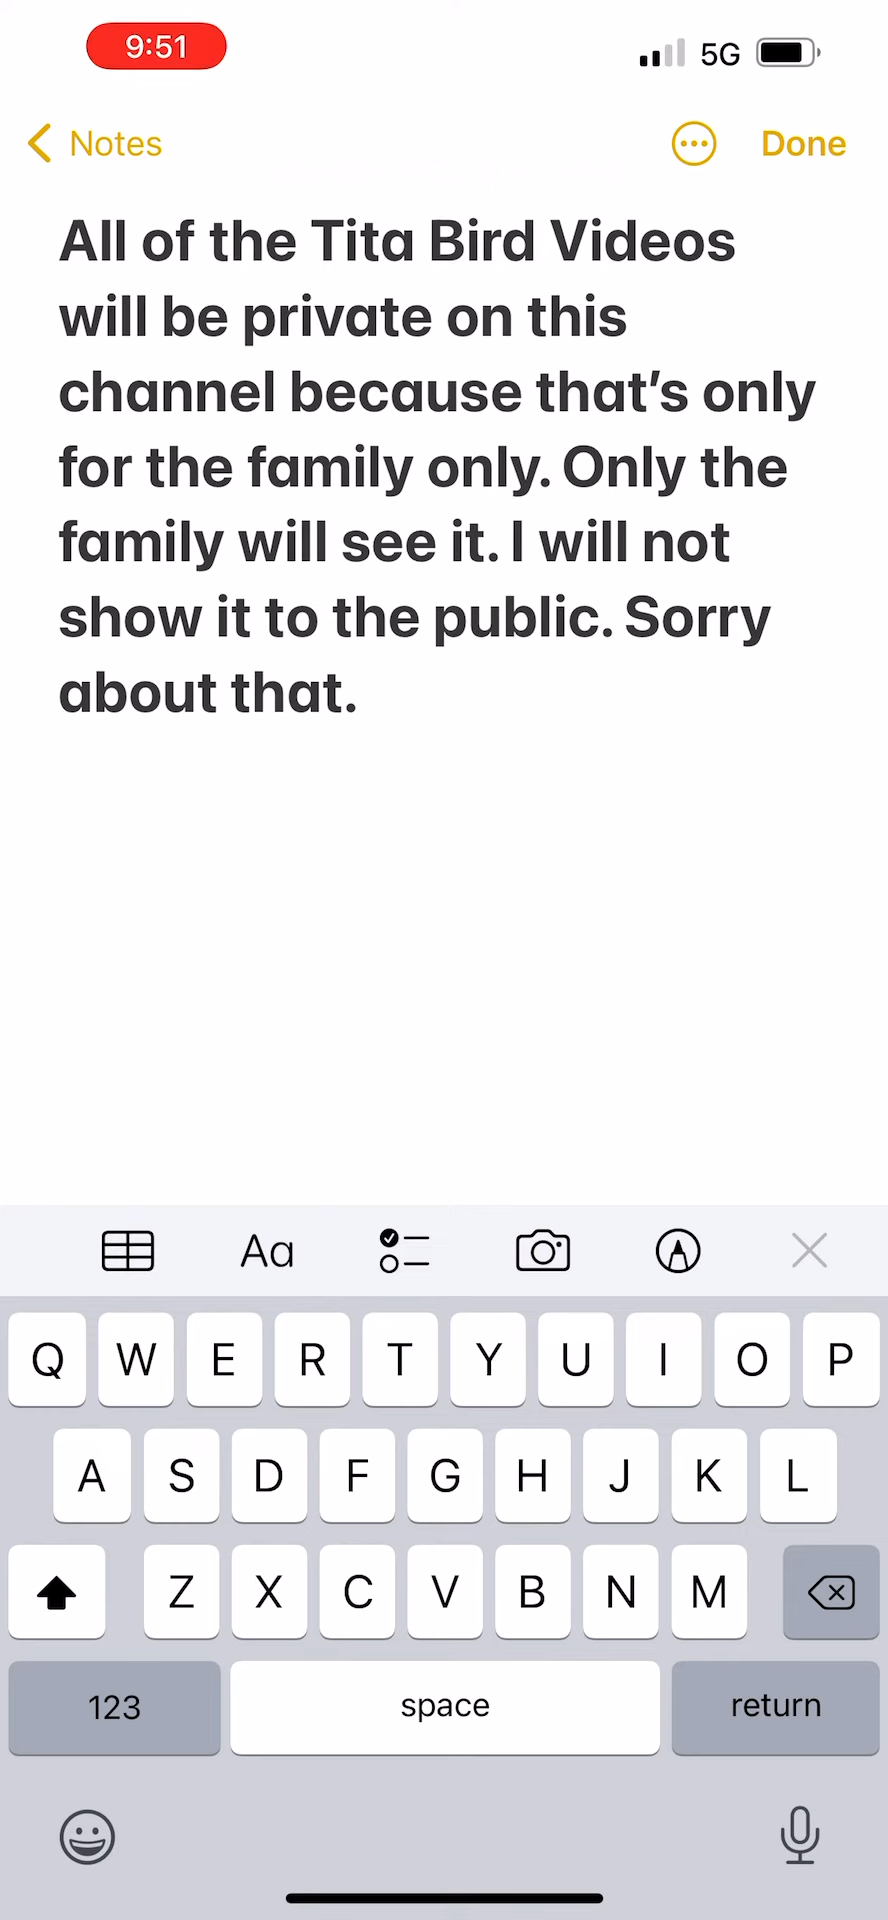 9:51 5G
Notes Done
All of the Tita Bird Videos
will be private on this
channel because that's only
for the family only. Only the
family will see it. I will not
show it to the public. Sorry
about that.
Aa
Q W E R T Y U I O P
A S D F G H J K L
Z X C V B N M
123 space return